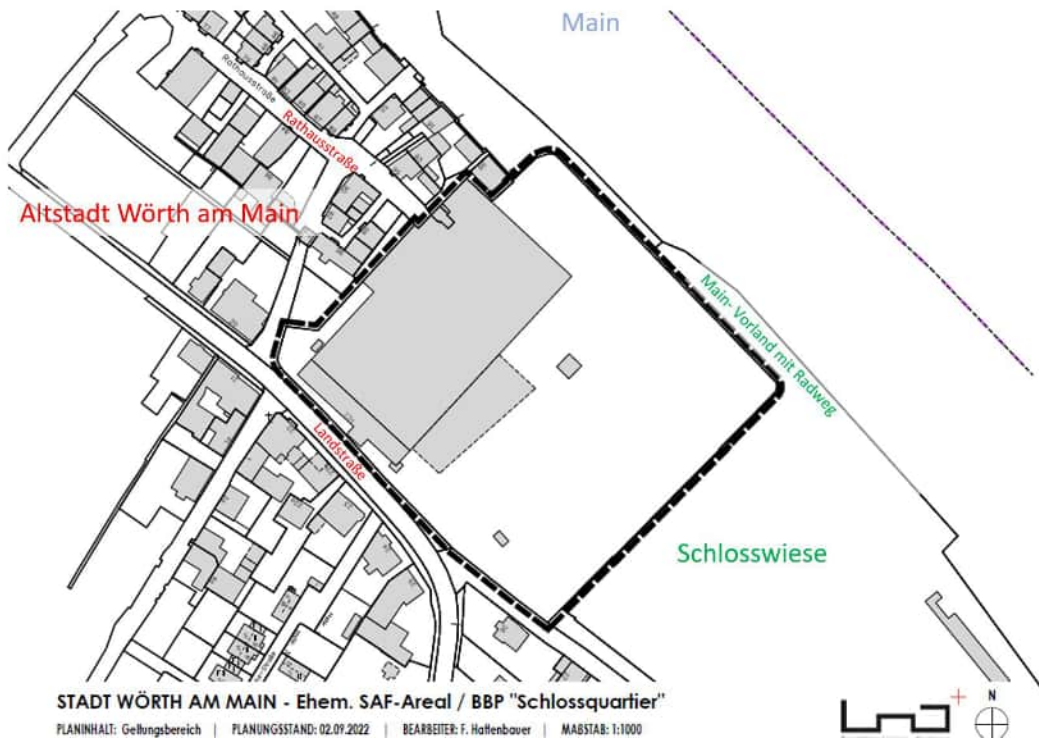 Main
Rathausstraße
Rathausstraße
Altstadt Wörth am Main
Main- Vorland mit Radweg
Landstraße
Schlosswiese
STADT WÖRTH AM MAIN - Ehem. SAF-Areal / BBP "Schlossquartier"
PLANINHALT: Geltungsbereich | PLANUNGSSTAND: 02.09.2022 | BEARBEITER: F. Hattenbauer | MAßSTAB: 1:1000
N